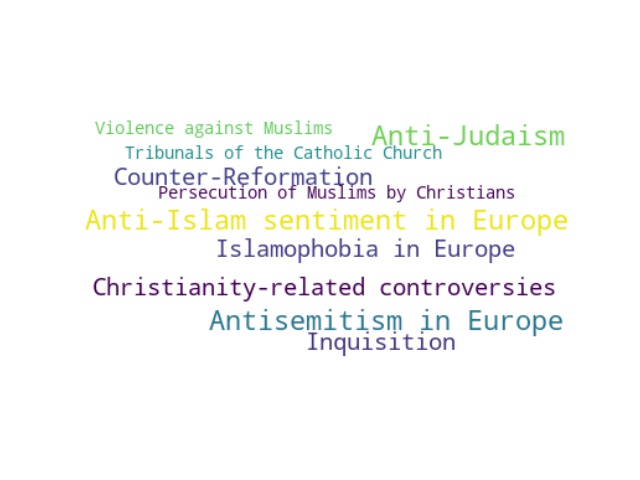 Violence against Muslims
Anti-Judaism
Tribunals of the Catholic Church
Counter-Reformation
Persecution of Muslims by Christians
Anti-Islam sentiment in Europe
Islamophobia in Europe
Christianity-related controversies
Antisemitism in Europe
Inquisition